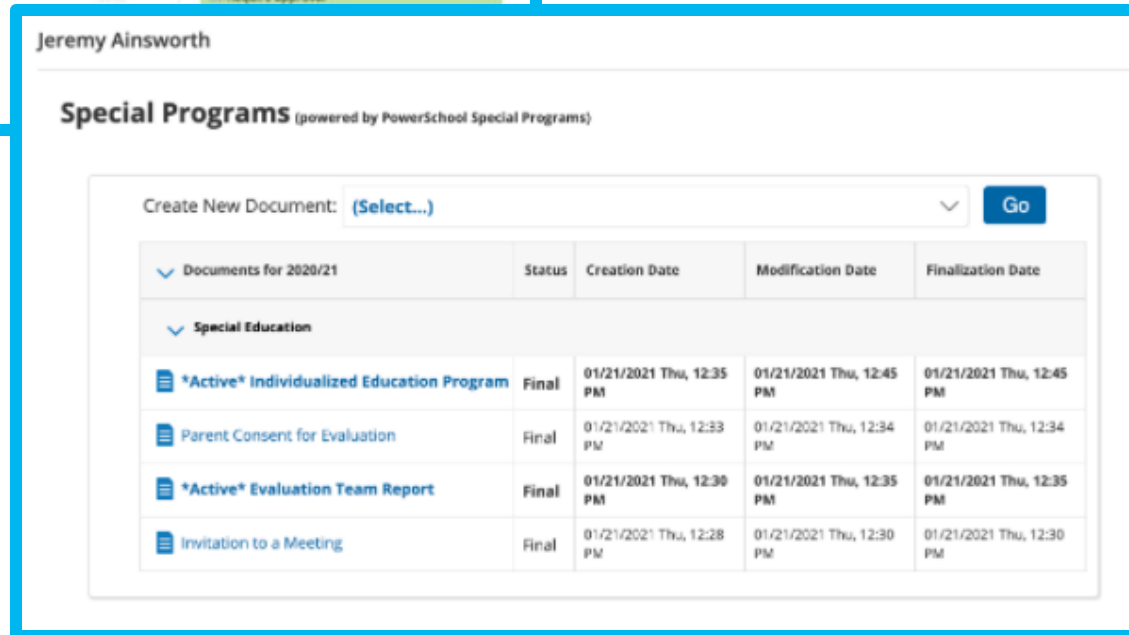 Require approval
Jeremy Ainsworth
Special Programs (powered by PowerSchool Special Programs)
Create New Document: (Select...) Go
Documents for 2020/21 Status Creation Date Modification Date Finalization Date
Special Education
*Active* Individualized Education Program Final 01/21/2021 Thu, 12:35 PM 01/21/2021 Thu, 12:45 PM 01/21/2021 Thu, 12:45 PM
Parent Consent for Evaluation Final 01/21/2021 Thu, 12:33 PM 01/21/2021 Thu, 12:34 PM 01/21/2021 Thu, 12:34 PM
*Active* Evaluation Team Report Final 01/21/2021 Thu, 12:30 PM 01/21/2021 Thu, 12:35 PM 01/21/2021 Thu, 12:35 PM
Invitation to a Meeting Final 01/21/2021 Thu, 12:28 PM 01/21/2021 Thu, 12:30 PM 01/21/2021 Thu, 12:30 PM